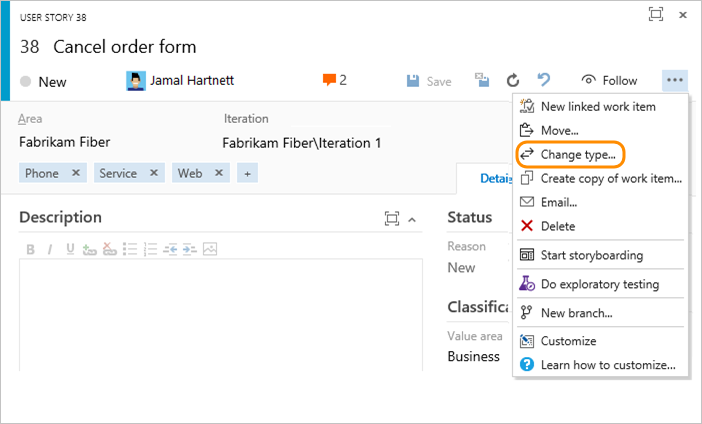 USER STORY 38
38 Cancel order form
New Jamal Hartnett 2 Save Follow ...
Area Iteration
Fabrikam Fiber Fabrikam Fiber\Iteration 1
Phone × Service × Web × +
Details
Description
Status
B I U
Reason
New
Classifica
Value area
Business
New linked work item
Move...
Change type...
Create copy of work item...
Email...
Delete
Start storyboarding
Do exploratory testing
New branch...
Customize
? Learn how to customize...